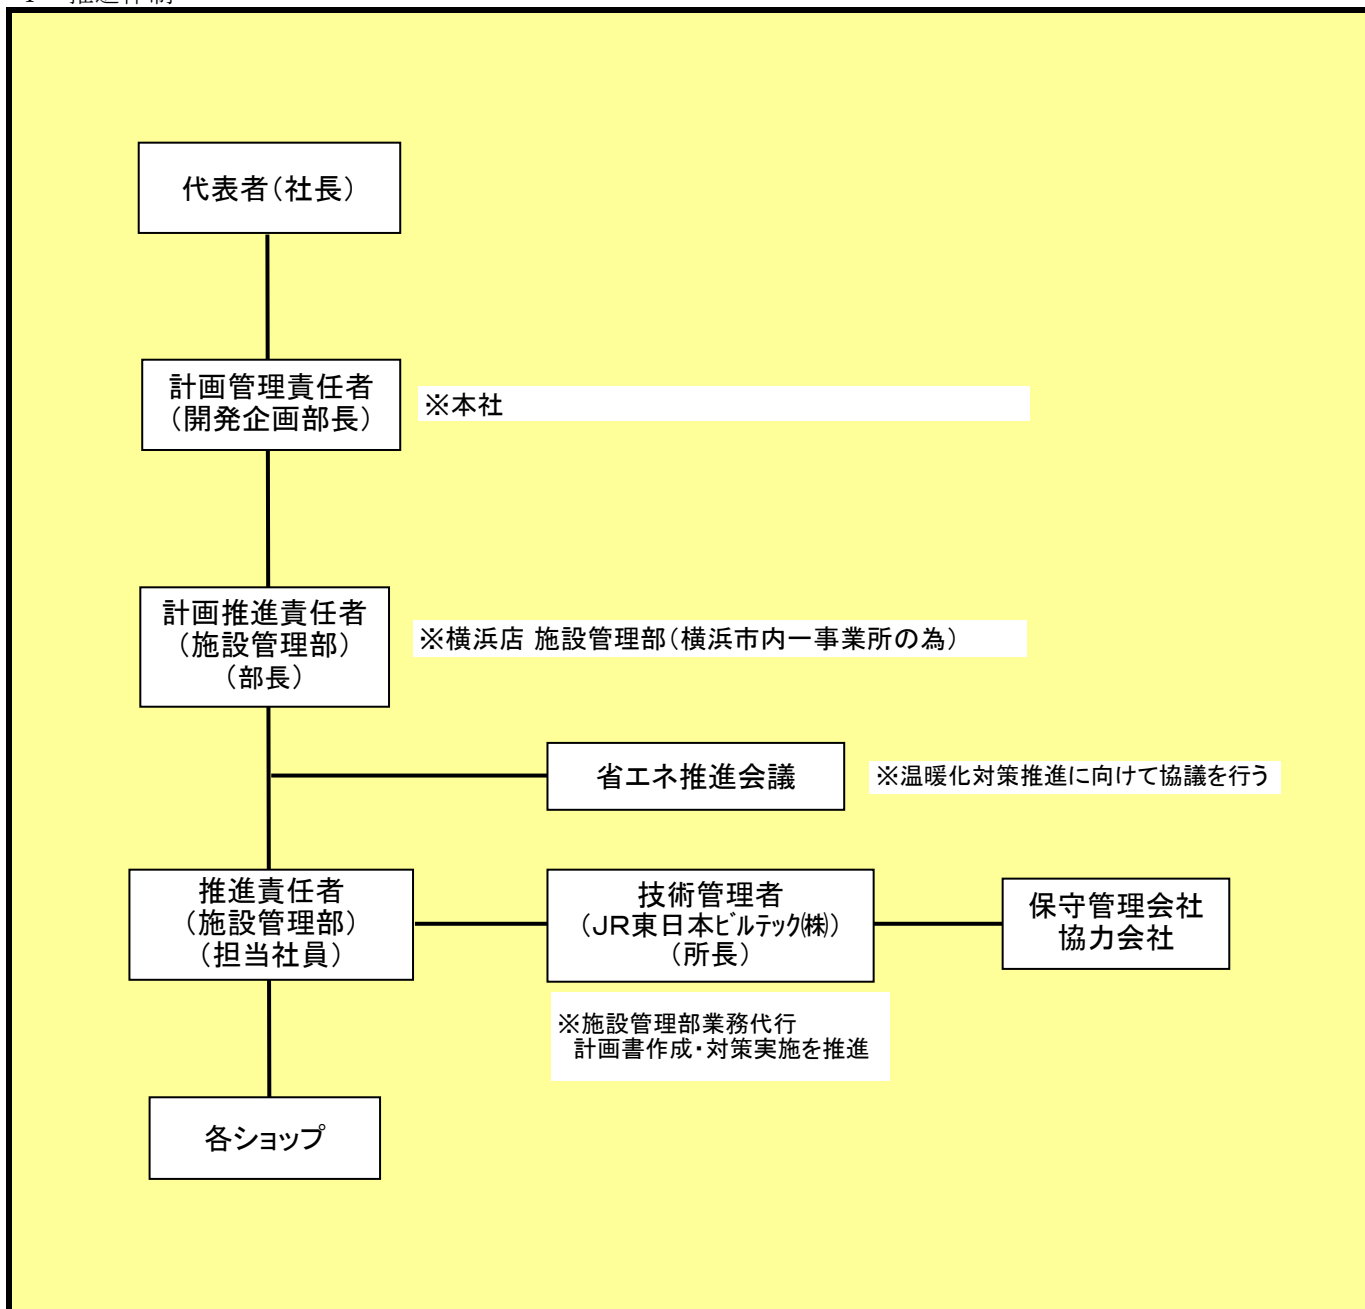 代表者(社長)
計画管理責任者
(開発企画部長)
※本社
計画推進責任者
(施設管理部)
(部長)
※横浜店 施設管理部(横浜市内一事業所の為)
省エネ推進会議
※温暖化対策推進に向けて協議を行う
推進責任者
(施設管理部)
(担当社員)
技術管理者
(JR東日本ビルテック㈱)
(所長)
保守管理会社
協力会社
※施設管理部業務代行
計画書作成・対策実施を推進
各ショップ